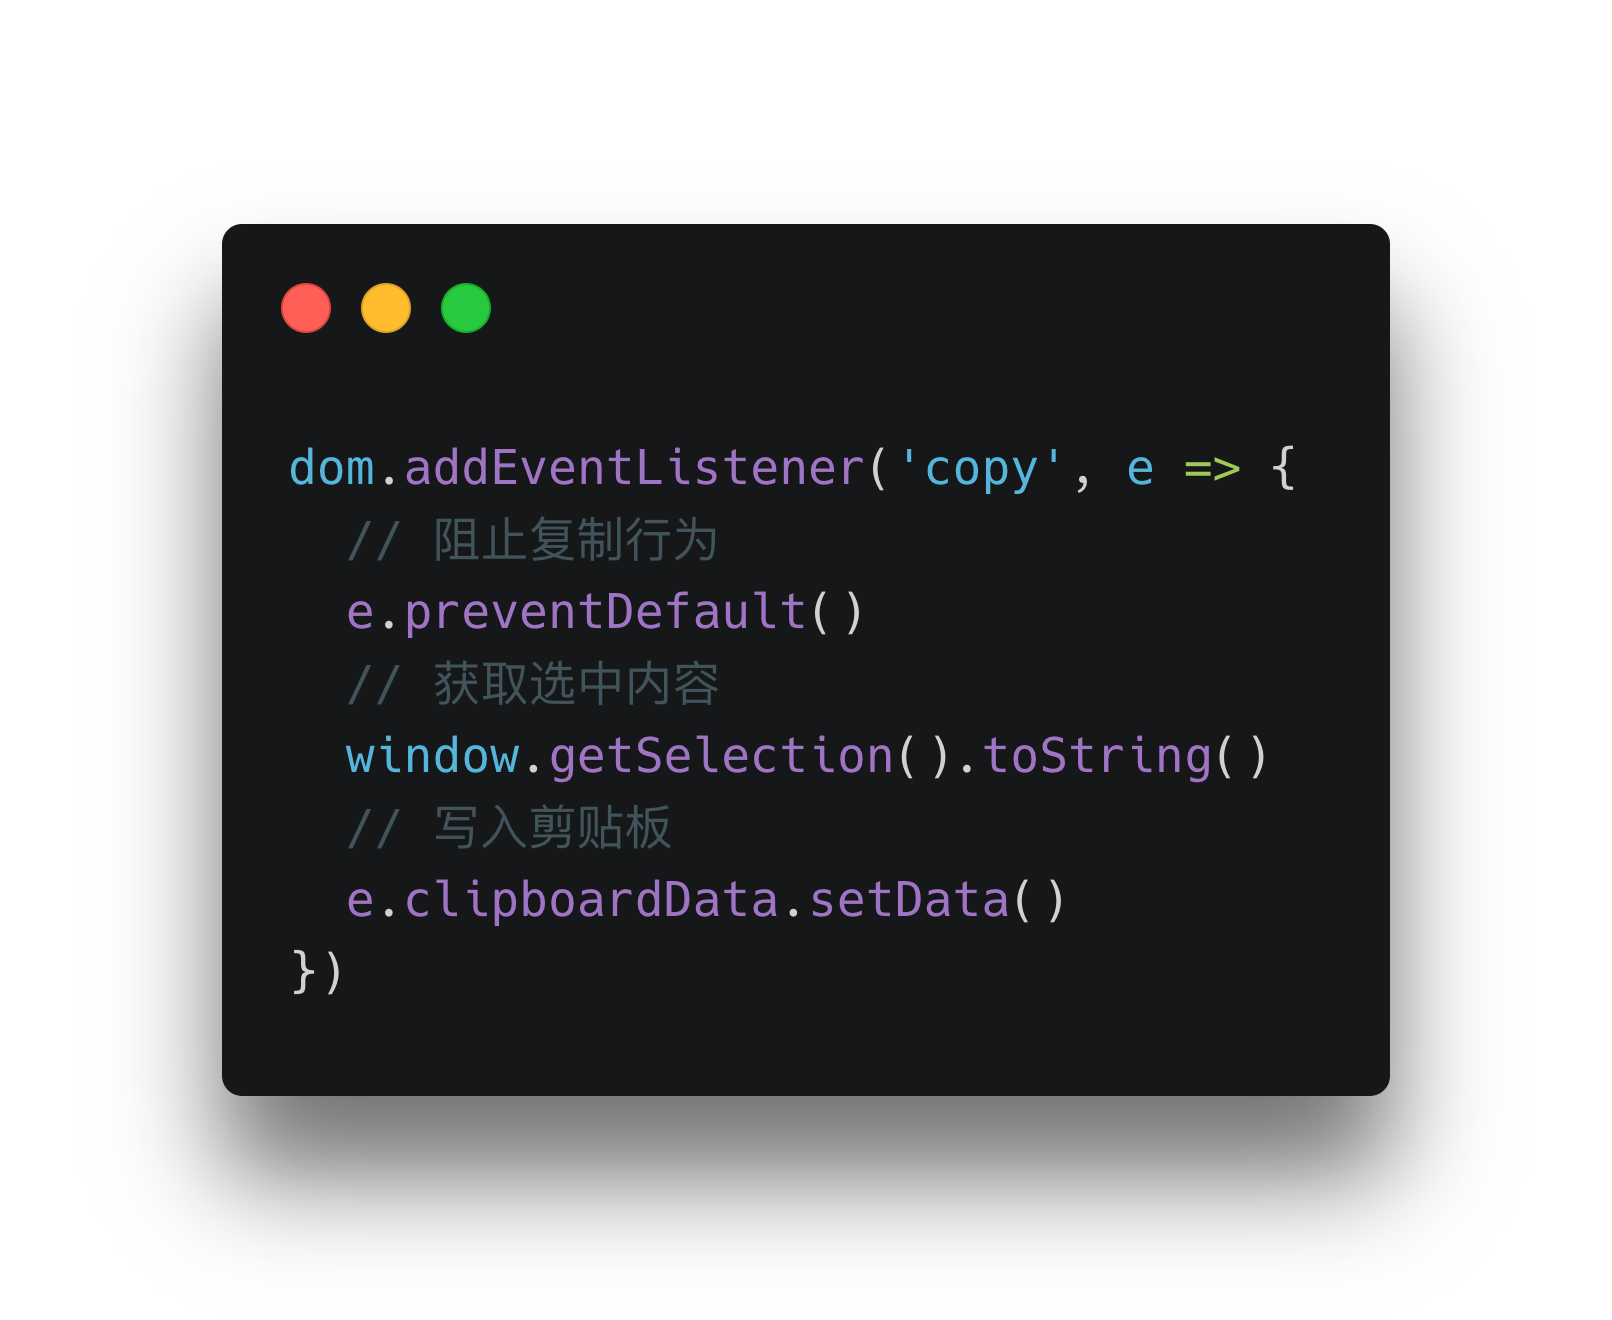 dom.addEventListener('copy', e => {
  // 阻止复制行为
  e.preventDefault()
  // 获取选中内容
  window.getSelection().toString()
  // 写入剪贴板
  e.clipboardData.setData()
})